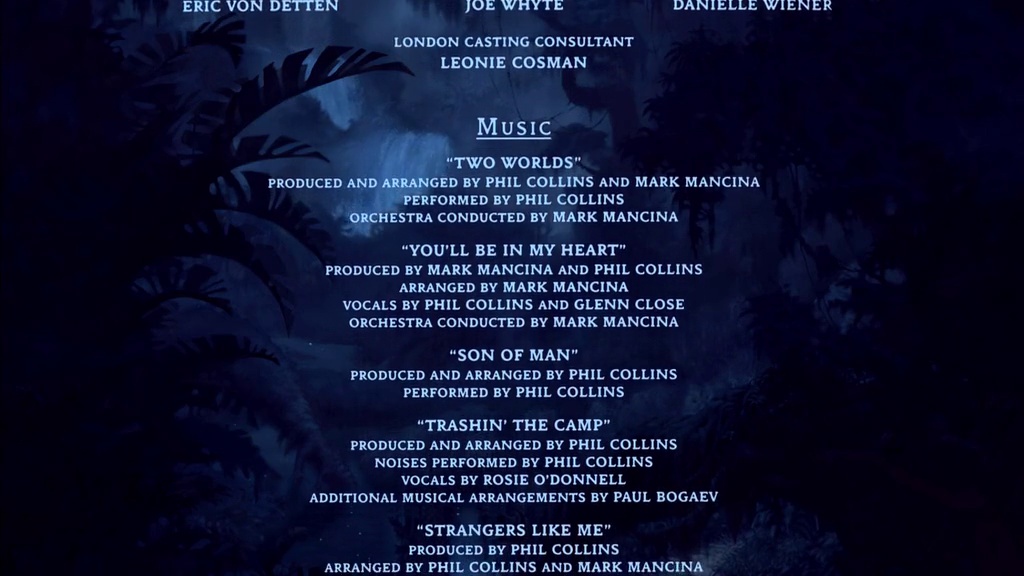 ERIC VON DETTEN JOE WHYTE DANIELLE WIENER
LONDON CASTING CONSULTANT
LEONIE COSMAN
MUSIC
"TWO WORLDS"
PRODUCED AND ARRANGED BY PHIL COLLINS AND MARK MANCINA
PERFORMED BY PHIL COLLINS
ORCHESTRA CONDUCTED BY MARK MANCINA
"YOU'LL BE IN MY HEART"
PRODUCED BY MARK MANCINA AND PHIL COLLINS
ARRANGED BY MARK MANCINA
VOCALS BY PHIL COLLINS AND GLENN CLOSE
ORCHESTRA CONDUCTED BY MARK MANCINA
"SON OF MAN"
PRODUCED AND ARRANGED BY PHIL COLLINS
PERFORMED BY PHIL COLLINS
"TRASHIN' THE CAMP"
PRODUCED AND ARRANGED BY PHIL COLLINS
NOISES PERFORMED BY PHIL COLLINS
VOCALS BY ROSIE O'DONNELL
ADDITIONAL MUSICAL ARRANGEMENTS BY PAUL BOGAEV
"STRANGERS LIKE ME"
PRODUCED BY PHIL COLLINS
ARRANGED BY PHIL COLLINS AND MARK MANCINA